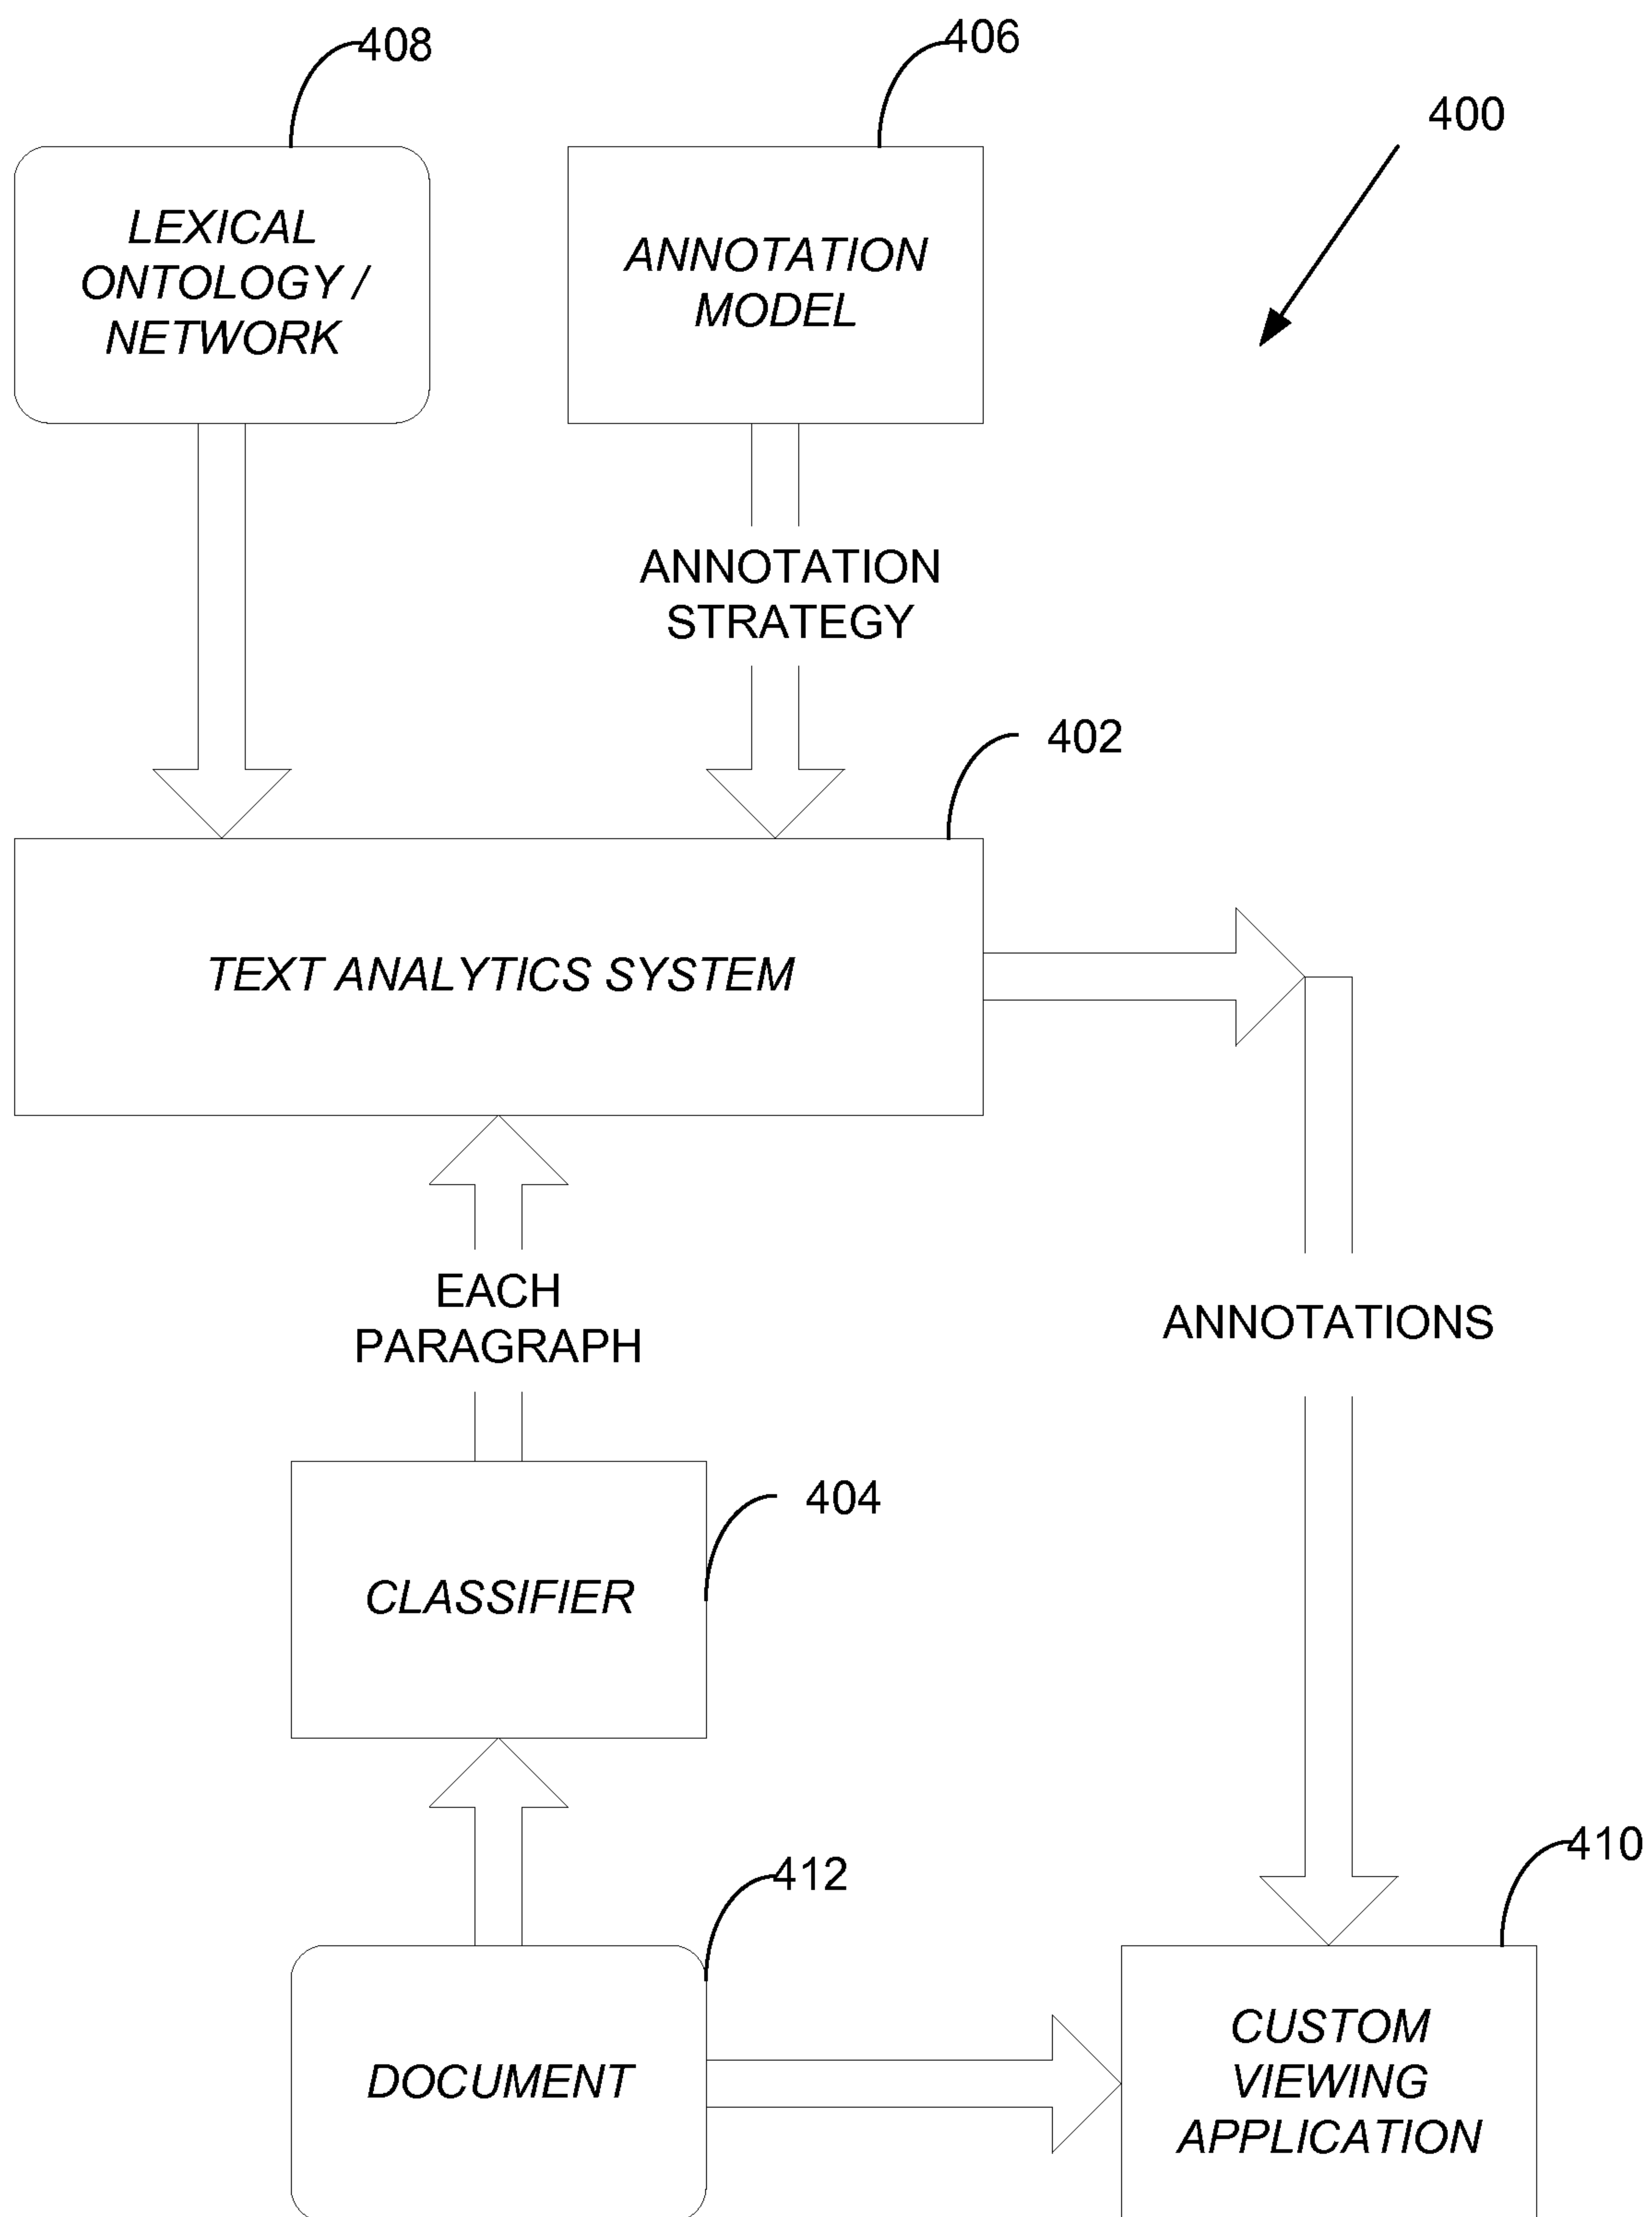 408
406
400
LEXICAL
ONTOLOGY /
NETWORK
ANNOTATION
MODEL
ANNOTATION
STRATEGY
402
TEXT ANALYTICS SYSTEM
EACH
PARAGRAPH
ANNOTATIONS
404
CLASSIFIER
412
410
DOCUMENT
CUSTOM
VIEWING
APPLICATION